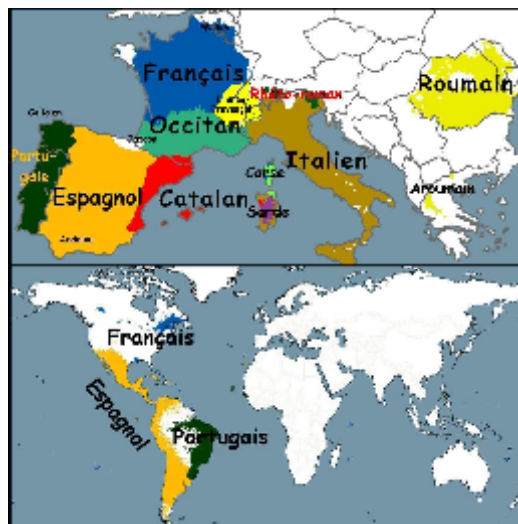 Français
Roumain
Rhéto-roman
Occitan
Portu-
gais
Espagnol
Catalan
Italien
Corse
Sarde
Aroumain
Français
Espagnol
Portugais